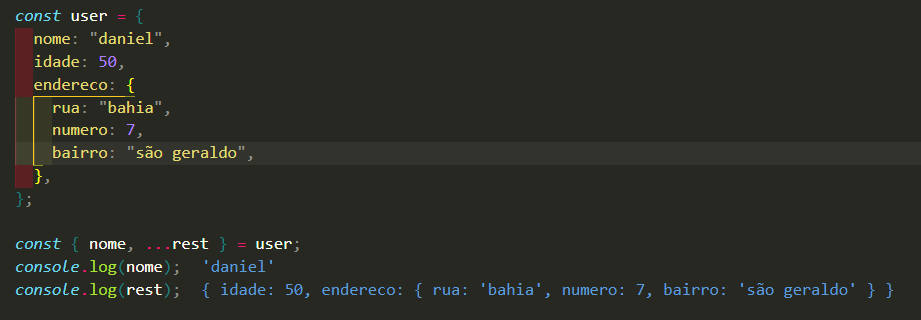 const user = {
  nome: "daniel",
  idade: 50,
  endereco: {
    rua: "bahia",
    numero: 7,
    bairro: "são geraldo",
  },
};
const { nome, ...rest } = user;
console.log(nome);  'daniel'
console.log(rest);  { idade: 50, endereco: { rua: 'bahia', numero: 7, bairro: 'são geraldo' } }